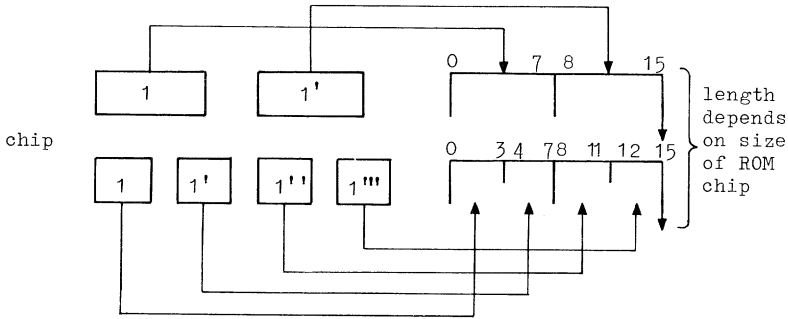 0 7 8 15
1 1'
length
depends
on size
of ROM
chip
chip
0 3 4 7 8 11 12 15
1 1' 1'' 1'''